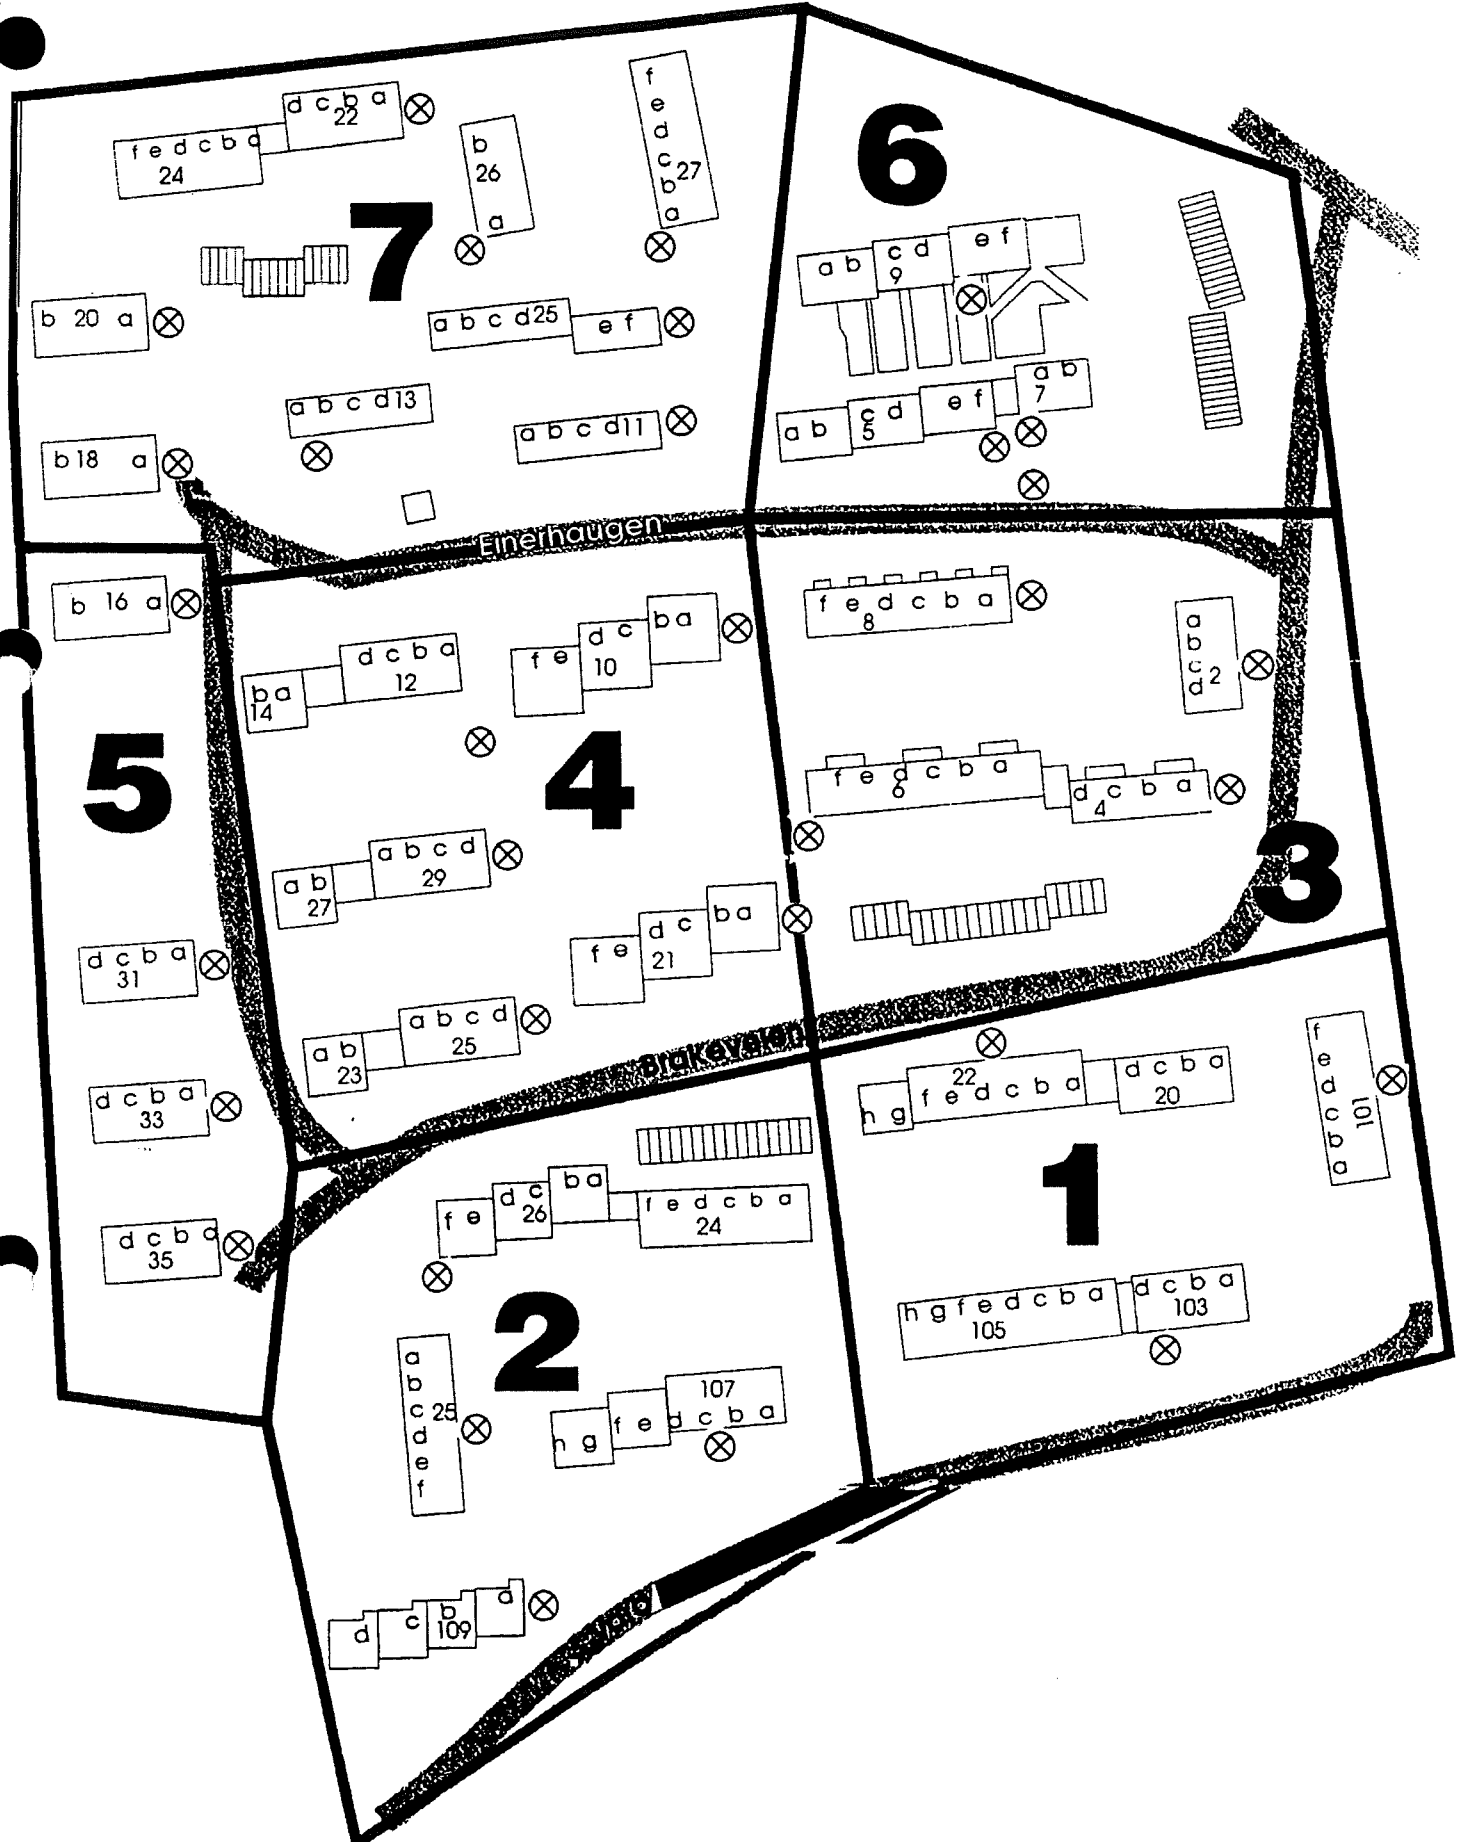 d c b a
22
f e d c b a
24
b
26
a
f
e
d
c
27
b
a
7
b 20 a
a b c d 25
e f
a b c d 13
a b c d 11
b 18 a
6
a b
c d
9
e f
a b
7
a b
c d
5
e f
Einerhaugen
b 16 a
5
d c b a
31
d c b a
33
d c b d
35
d c b a
12
b a
14
f e
d c
10
b a
4
a b c d
29
a b
27
b a
d c
21
f e
a b c d
25
a b
23
f e d c b a
8
a
b
c
2
d
f e d c b a
6
d c b a
4
3
Brakeveien
22
h g
f e d c b a
d c b a
20
f
e
d
c
101
b
a
1
h g f e d c b a
105
d c b a
103
f e
d c
26
b a
f e d c b a
24
2
a
b
c 25
d
e
f
107
h g
f e
d c b a
d
c
b
109
a